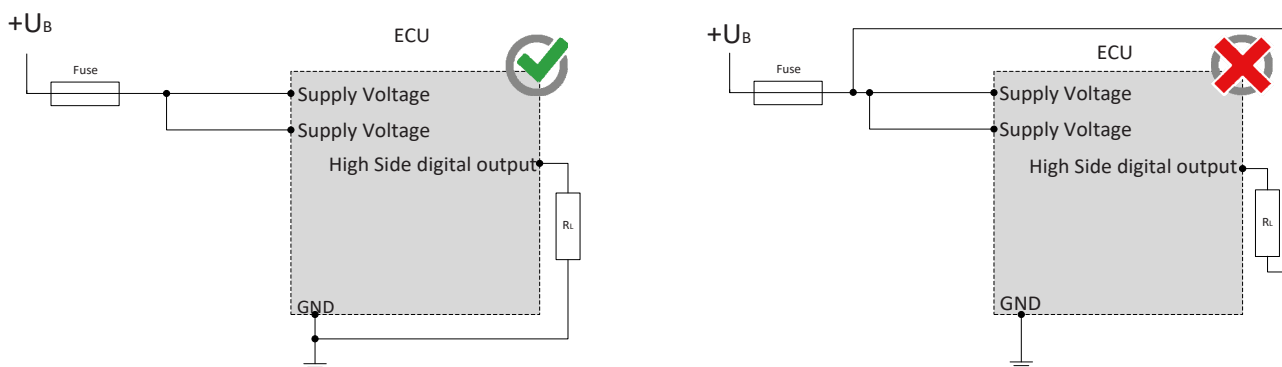 +UB
ECU
Fuse
Supply Voltage
Supply Voltage
High Side digital output
RL
GND
+UB
ECU
Fuse
Supply Voltage
Supply Voltage
High Side digital output
RL
GND